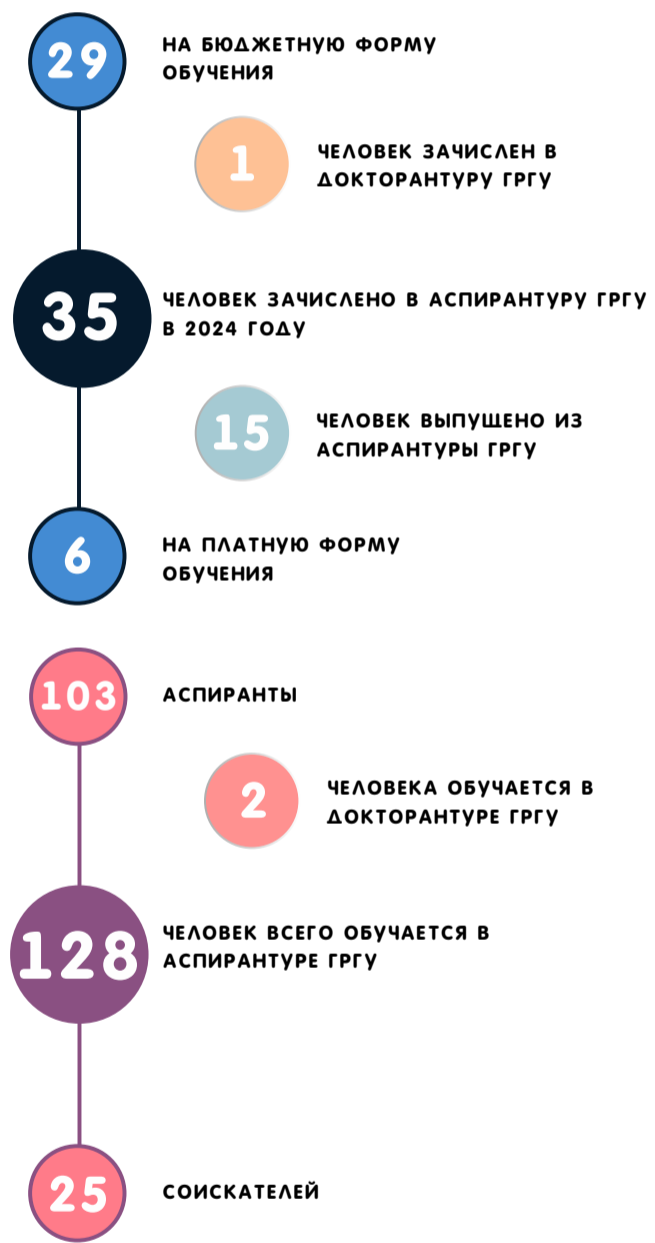 29
НА БЮДЖЕТНУЮ ФОРМУ
ОБУЧЕНИЯ
1
ЧЕЛОВЕК ЗАЧИСЛЕН В
ДОКТОРАНТУРУ ГРГУ
35
ЧЕЛОВЕК ЗАЧИСЛЕНО В АСПИРАНТУРУ ГРГУ
В 2024 ГОДУ
15
ЧЕЛОВЕК ВЫПУЩЕНО ИЗ
АСПИРАНТУРЫ ГРГУ
6
НА ПЛАТНУЮ ФОРМУ
ОБУЧЕНИЯ
103
АСПИРАНТЫ
2
ЧЕЛОВЕКА ОБУЧАЕТСЯ В
ДОКТОРАНТУРЕ ГРГУ
128
ЧЕЛОВЕК ВСЕГО ОБУЧАЕТСЯ В
АСПИРАНТУРЕ ГРГУ
25
СОИСКАТЕЛЕЙ